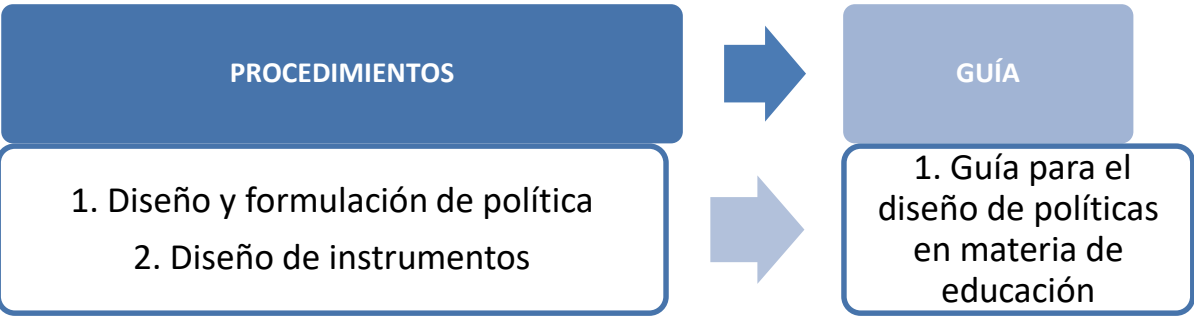 PROCEDIMIENTOS
GUÍA
1. Diseño y formulación de política
2. Diseño de instrumentos
1. Guía para el
diseño de políticas
en materia de
educación